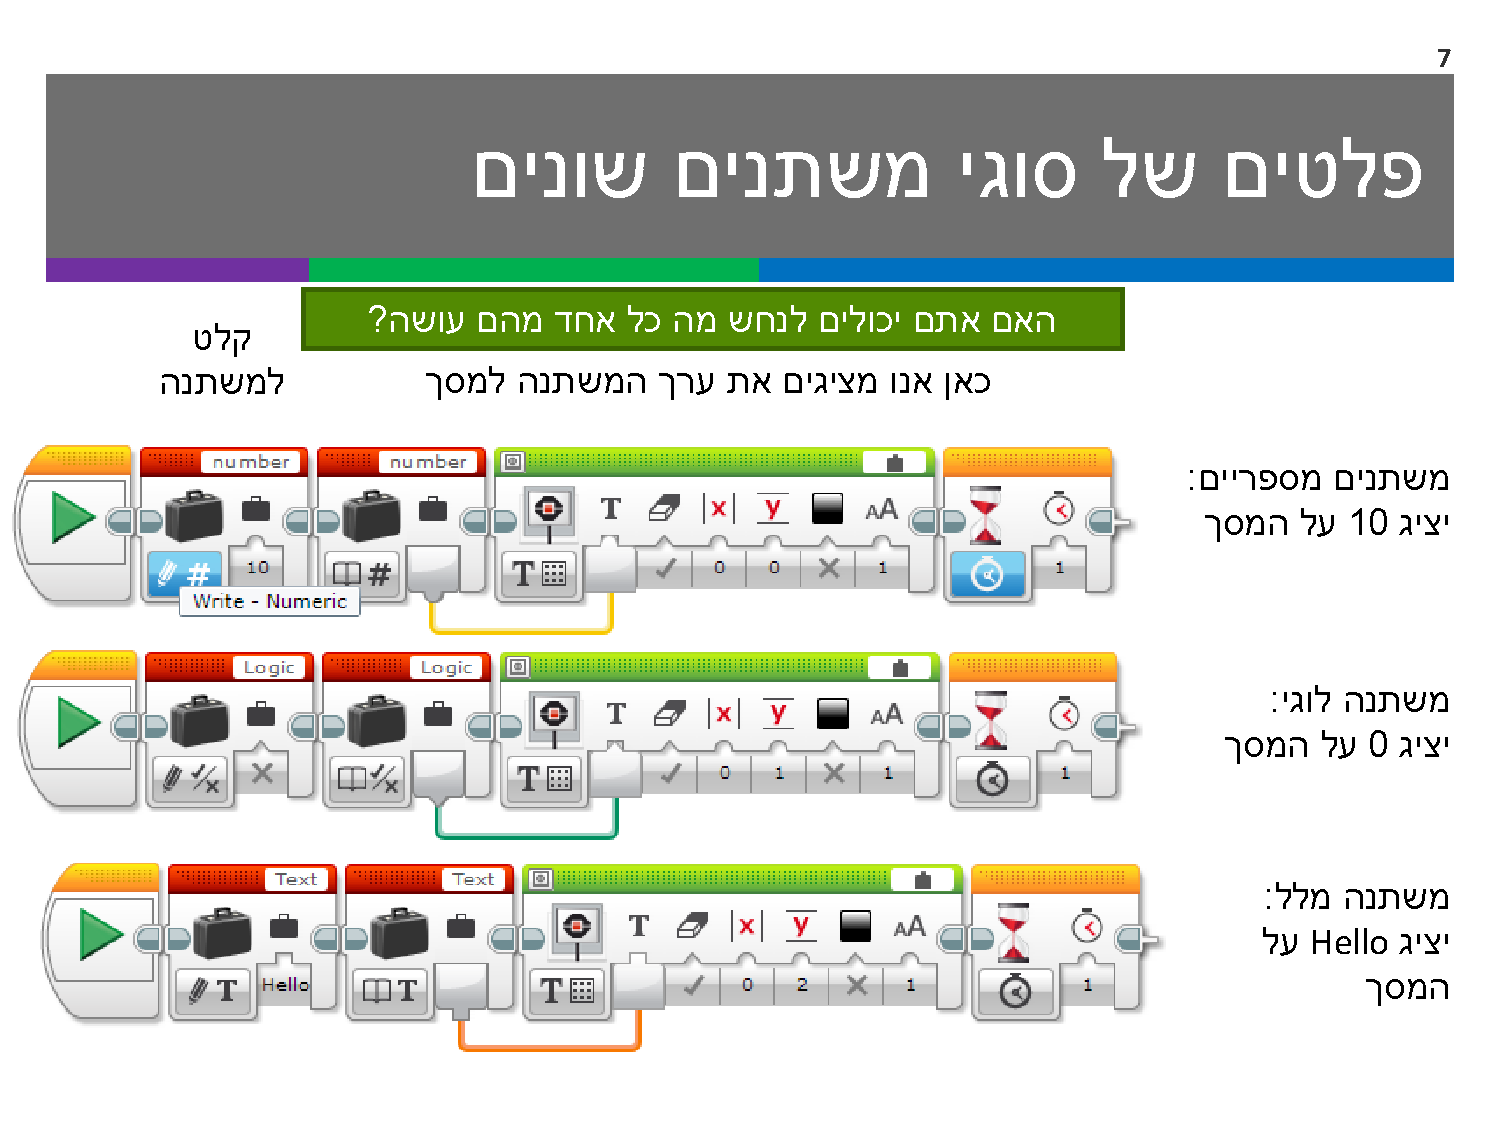 7
פלטים של סוגי משתנים שונים
האם אתם יכולים לנחש מה כל אחד מהם עושה?
קלט
למשתנה
כאן אנו מציגים את ערך המשתנה למסך
number number
T x y AA
# 10 # T 0 0 1 1
Write - Numeric
משתנים מספריים:
יציג 10 על המסך
Logic Logic
T x y AA
T 0 1 1 1
משתנה לוגי:
יציג 0 על המסך
Text Text
T x y AA
T Hello T T 0 2 1 1
משתנה מלל:
יציג Hello על
המסך